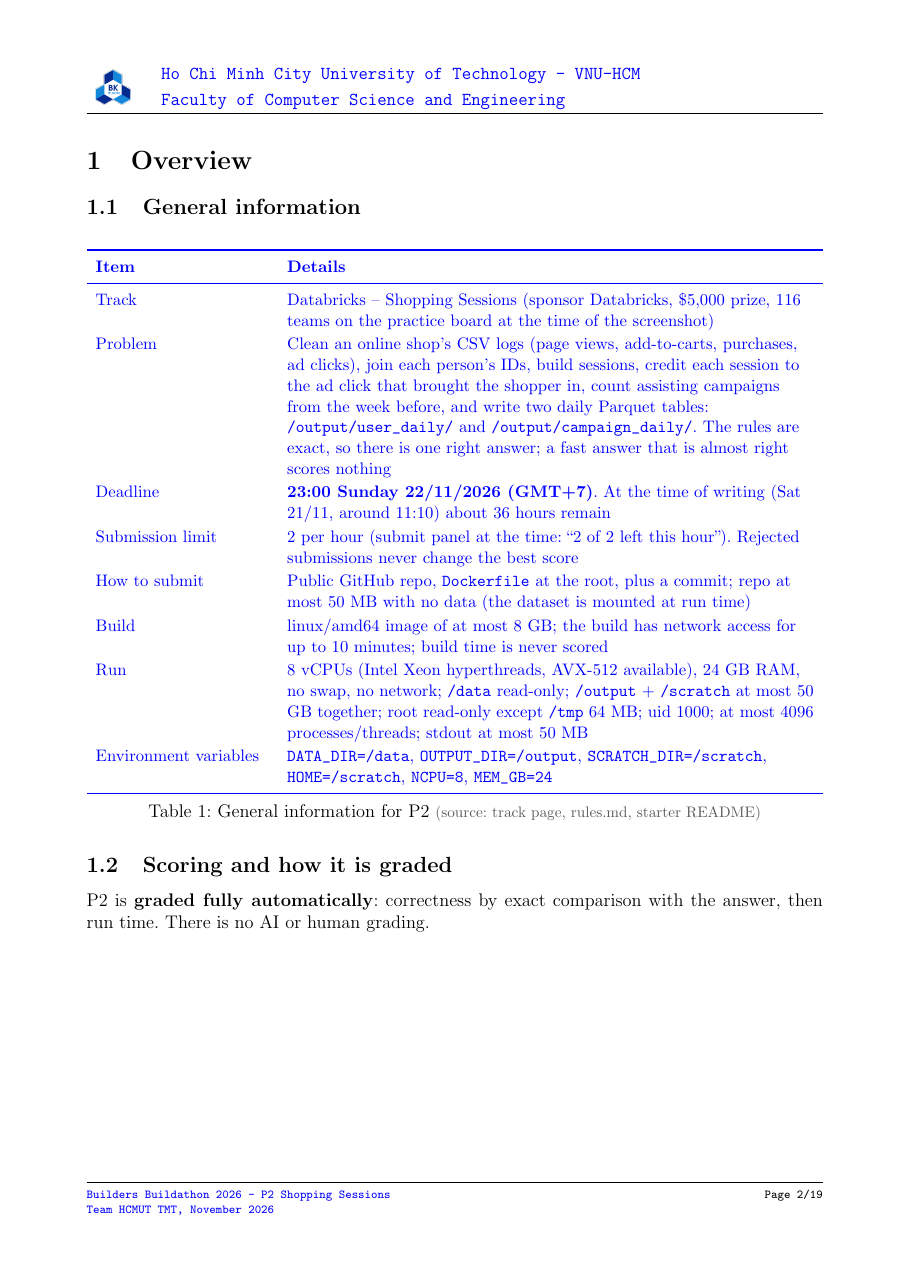 BK
Ho Chi Minh City University of Technology - VNU-HCM
Faculty of Computer Science and Engineering
1 Overview
1.1 General information
Item Details
Track Databricks – Shopping Sessions (sponsor Databricks, $5,000 prize, 116
teams on the practice board at the time of the screenshot)
Problem Clean an online shop's CSV logs (page views, add-to-carts, purchases,
ad clicks), join each person's IDs, build sessions, credit each session to
the ad click that brought the shopper in, count assisting campaigns
from the week before, and write two daily Parquet tables:
/output/user_daily/ and /output/campaign_daily/. The rules are
exact, so there is one right answer; a fast answer that is almost right
scores nothing
Deadline 23:00 Sunday 22/11/2026 (GMT+7). At the time of writing (Sat
21/11, around 11:10) about 36 hours remain
Submission limit 2 per hour (submit panel at the time: “2 of 2 left this hour”). Rejected
submissions never change the best score
How to submit Public GitHub repo, Dockerfile at the root, plus a commit; repo at
most 50 MB with no data (the dataset is mounted at run time)
Build linux/amd64 image of at most 8 GB; the build has network access for
up to 10 minutes; build time is never scored
Run 8 vCPUs (Intel Xeon hyperthreads, AVX-512 available), 24 GB RAM,
no swap, no network; /data read-only; /output + /scratch at most 50
GB together; root read-only except /tmp 64 MB; uid 1000; at most 4096
processes/threads; stdout at most 50 MB
Environment variables DATA_DIR=/data, OUTPUT_DIR=/output, SCRATCH_DIR=/scratch,
HOME=/scratch, NCPU=8, MEM_GB=24
Table 1: General information for P2 (source: track page, rules.md, starter README)
1.2 Scoring and how it is graded
P2 is graded fully automatically: correctness by exact comparison with the answer, then
run time. There is no AI or human grading.
Builders Buildathon 2026 - P2 Shopping Sessions Page 2/19
Team HCMUT TMT, November 2026